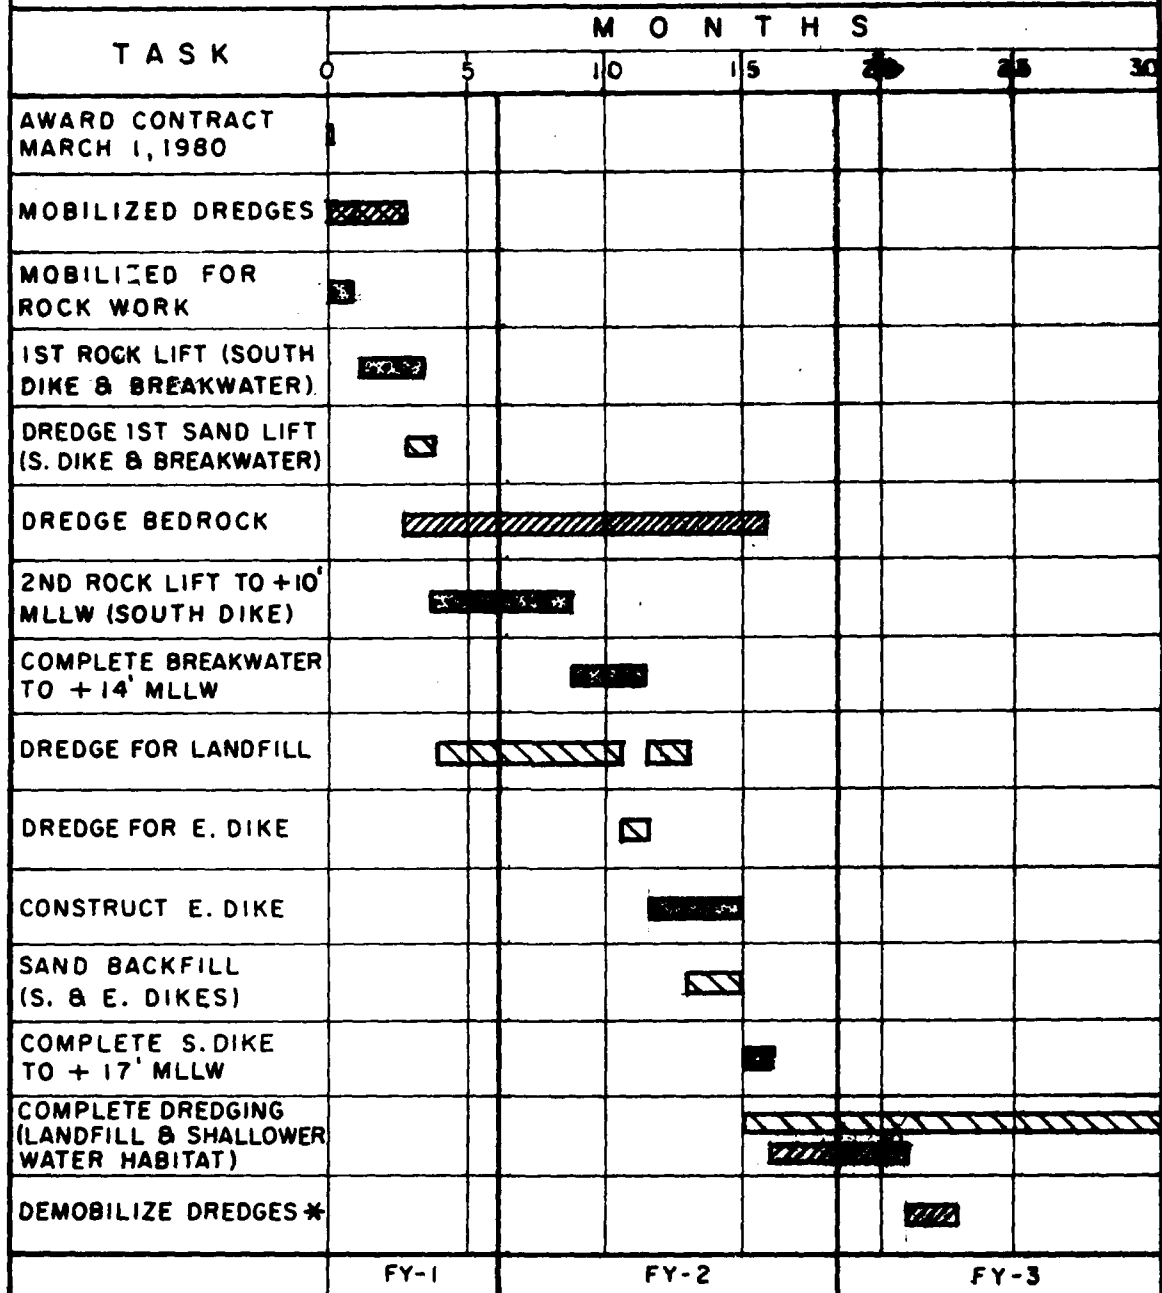 MONTHS
TASK
0 5 10 15 20 25 30
AWARD CONTRACT
MARCH 1, 1980
MOBILIZED DREDGES
MOBILIZED FOR
ROCK WORK
1ST ROCK LIFT (SOUTH
DIKE & BREAKWATER)
DREDGE 1ST SAND LIFT
(S. DIKE & BREAKWATER)
DREDGE BEDROCK
2ND ROCK LIFT TO +10'
MLLW (SOUTH DIKE)
COMPLETE BREAKWATER
TO +14' MLLW
DREDGE FOR LANDFILL
DREDGE FOR E. DIKE
CONSTRUCT E. DIKE
SAND BACKFILL
(S. & E. DIKES)
COMPLETE S. DIKE
TO + 17' MLLW
COMPLETE DREDGING
(LANDFILL & SHALLOWER
WATER HABITAT)
DEMOBILIZE DREDGES *
FY-1 FY-2 FY-3